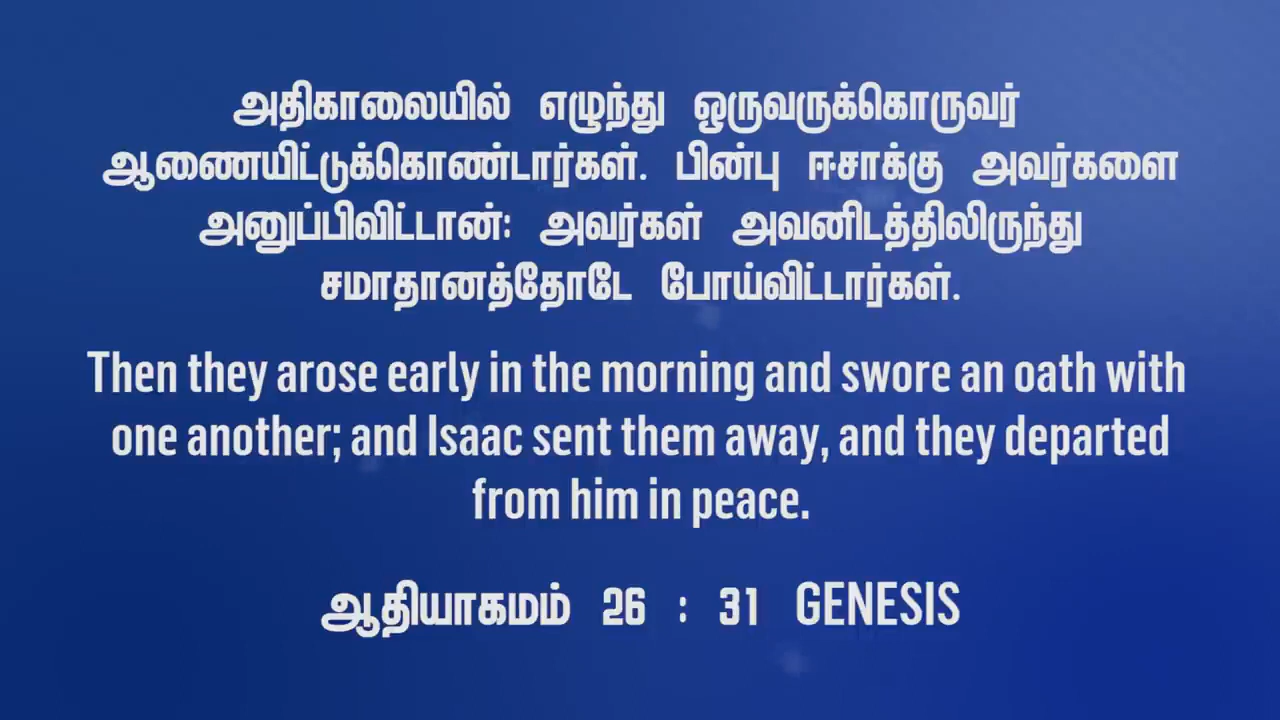 அதிகாலையில் எழுந்து ஒருவருக்கொருவர்
ஆணையிட்டுக்கொண்டார்கள். பின்பு ஈசாக்கு அவர்களை
அனுப்பிவிட்டான்: அவர்கள் அவனிடத்திலிருந்து
சமாதானத்தோடே போய்விட்டார்கள்.
Then they arose early in the morning and swore an oath with
one another; and Isaac sent them away, and they departed
from him in peace.
ஆதியாகமம் 26 : 31 GENESIS